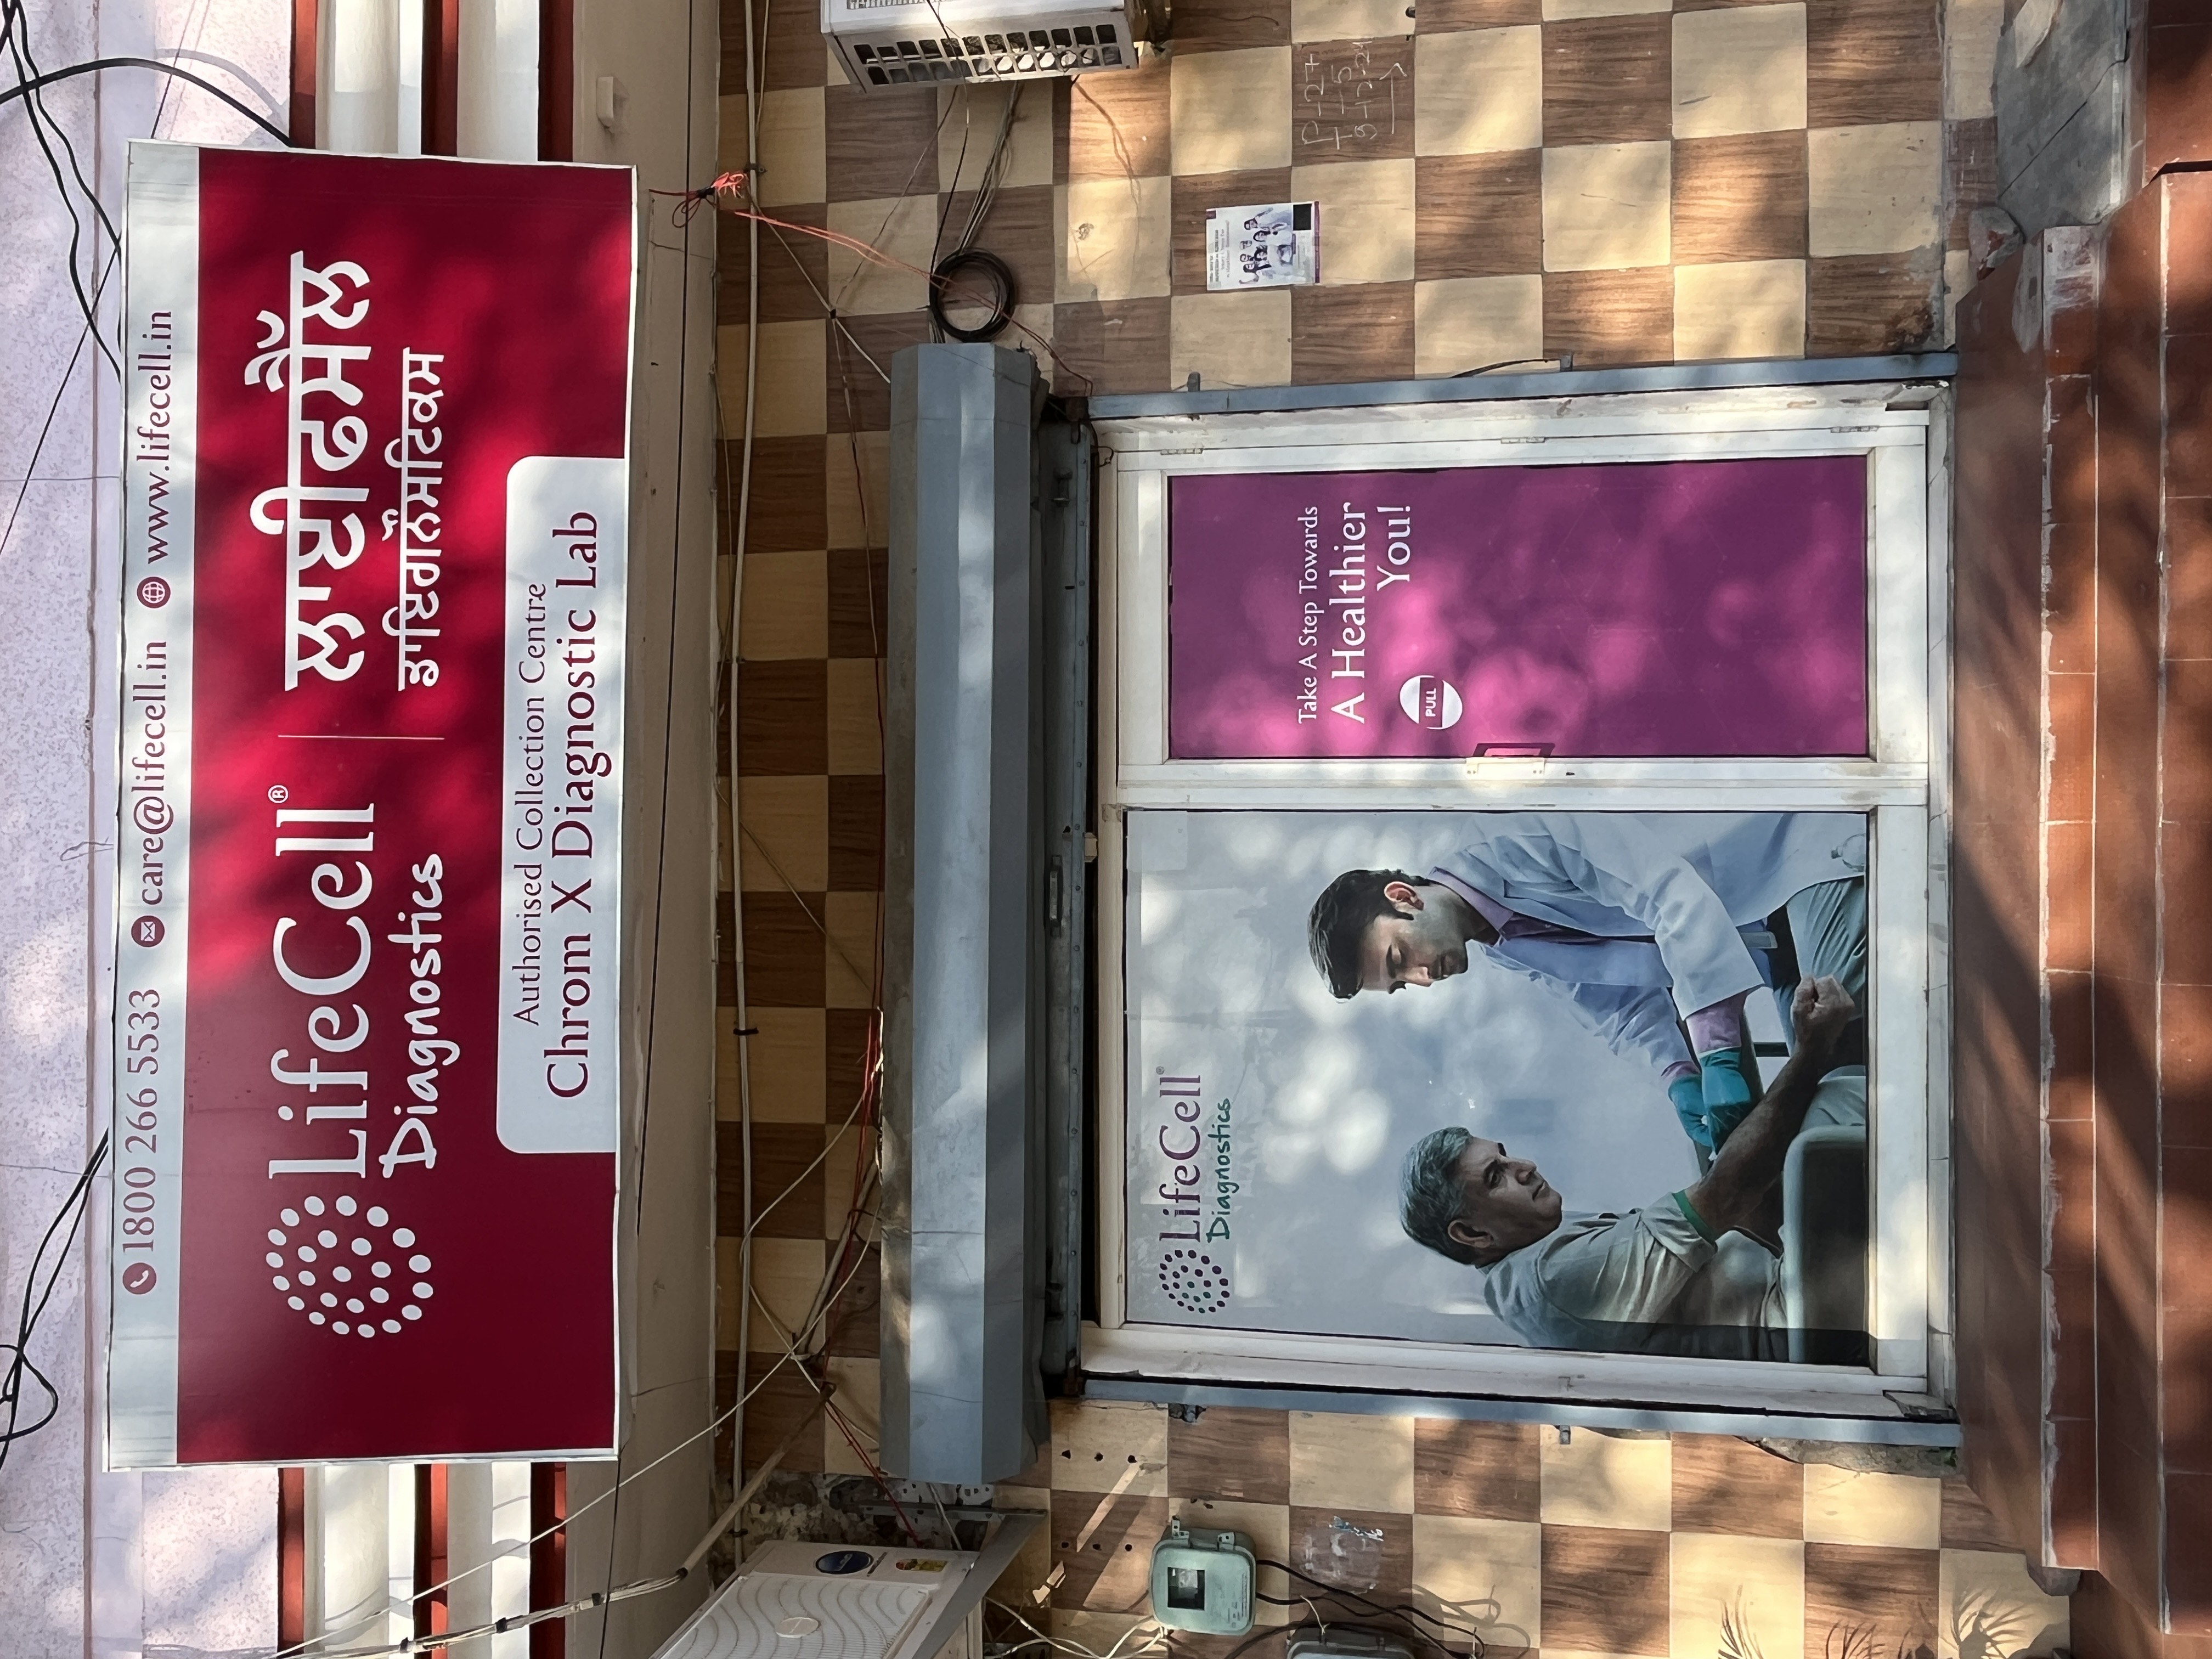 1800 266 5533 care@lifecell.in www.lifecell.in
LifeCell®
Diagnostics
ਲਾਈਫਸੈੱਲ
ਡਾਇਗਨੌਸਟਿਕਸ
Authorised Collection Centre
Chrom X Diagnostic Lab
LifeCell®
Diagnostics
Take A Step Towards
A Healthier
You!
PULL